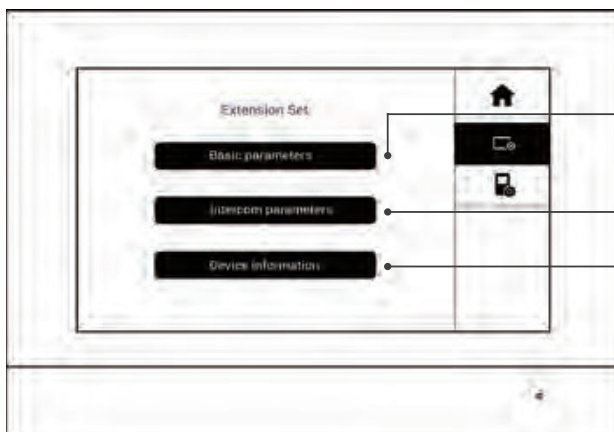 Extension Set
Basic parameters
Intercom parameters
Device information